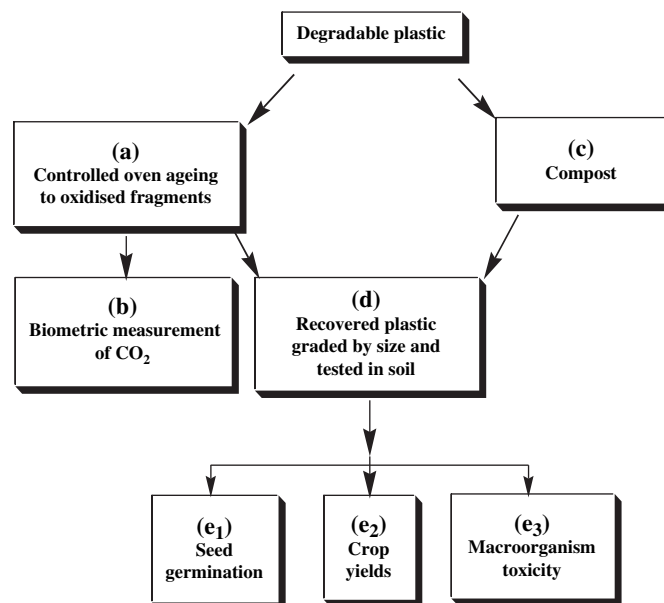 Degradable plastic
(a)
Controlled oven ageing
to oxidised fragments
(c)
Compost
(b)
Biometric measurement
of CO₂
(d)
Recovered plastic
graded by size and
tested in soil
(e₁)
Seed
germination
(e₂)
Crop
yields
(e₃)
Macroorganism
toxicity